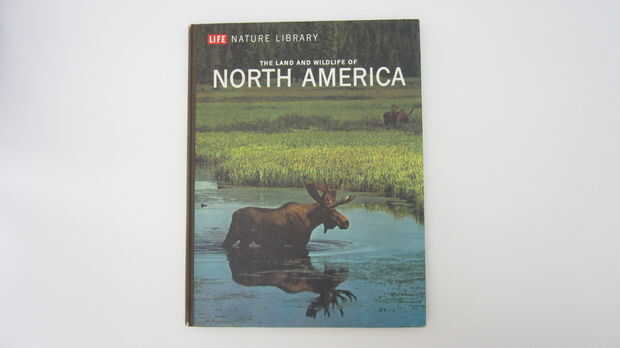 LIFE NATURE LIBRARY
THE LAND AND WILDLIFE OF
NORTH AMERICA